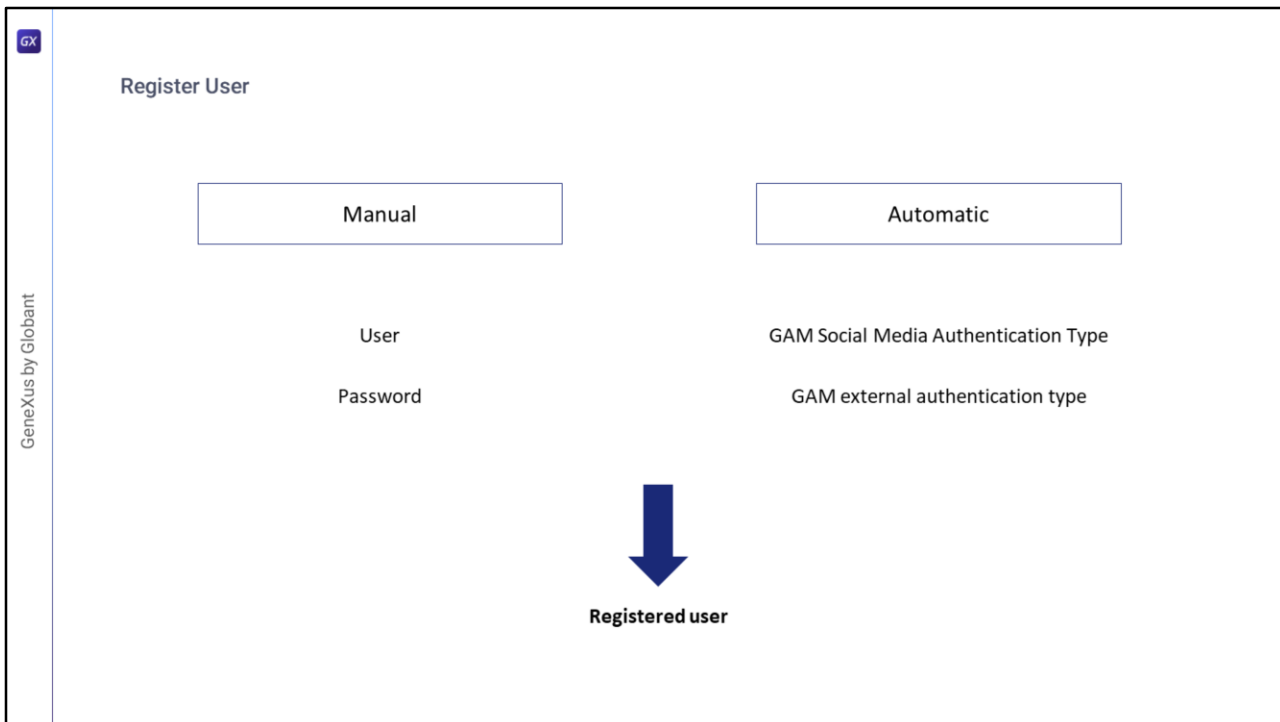 GX
Register User
Manual
Automatic
User
GAM Social Media Authentication Type
Password
GAM external authentication type
Registered user
GeneXus by Globant